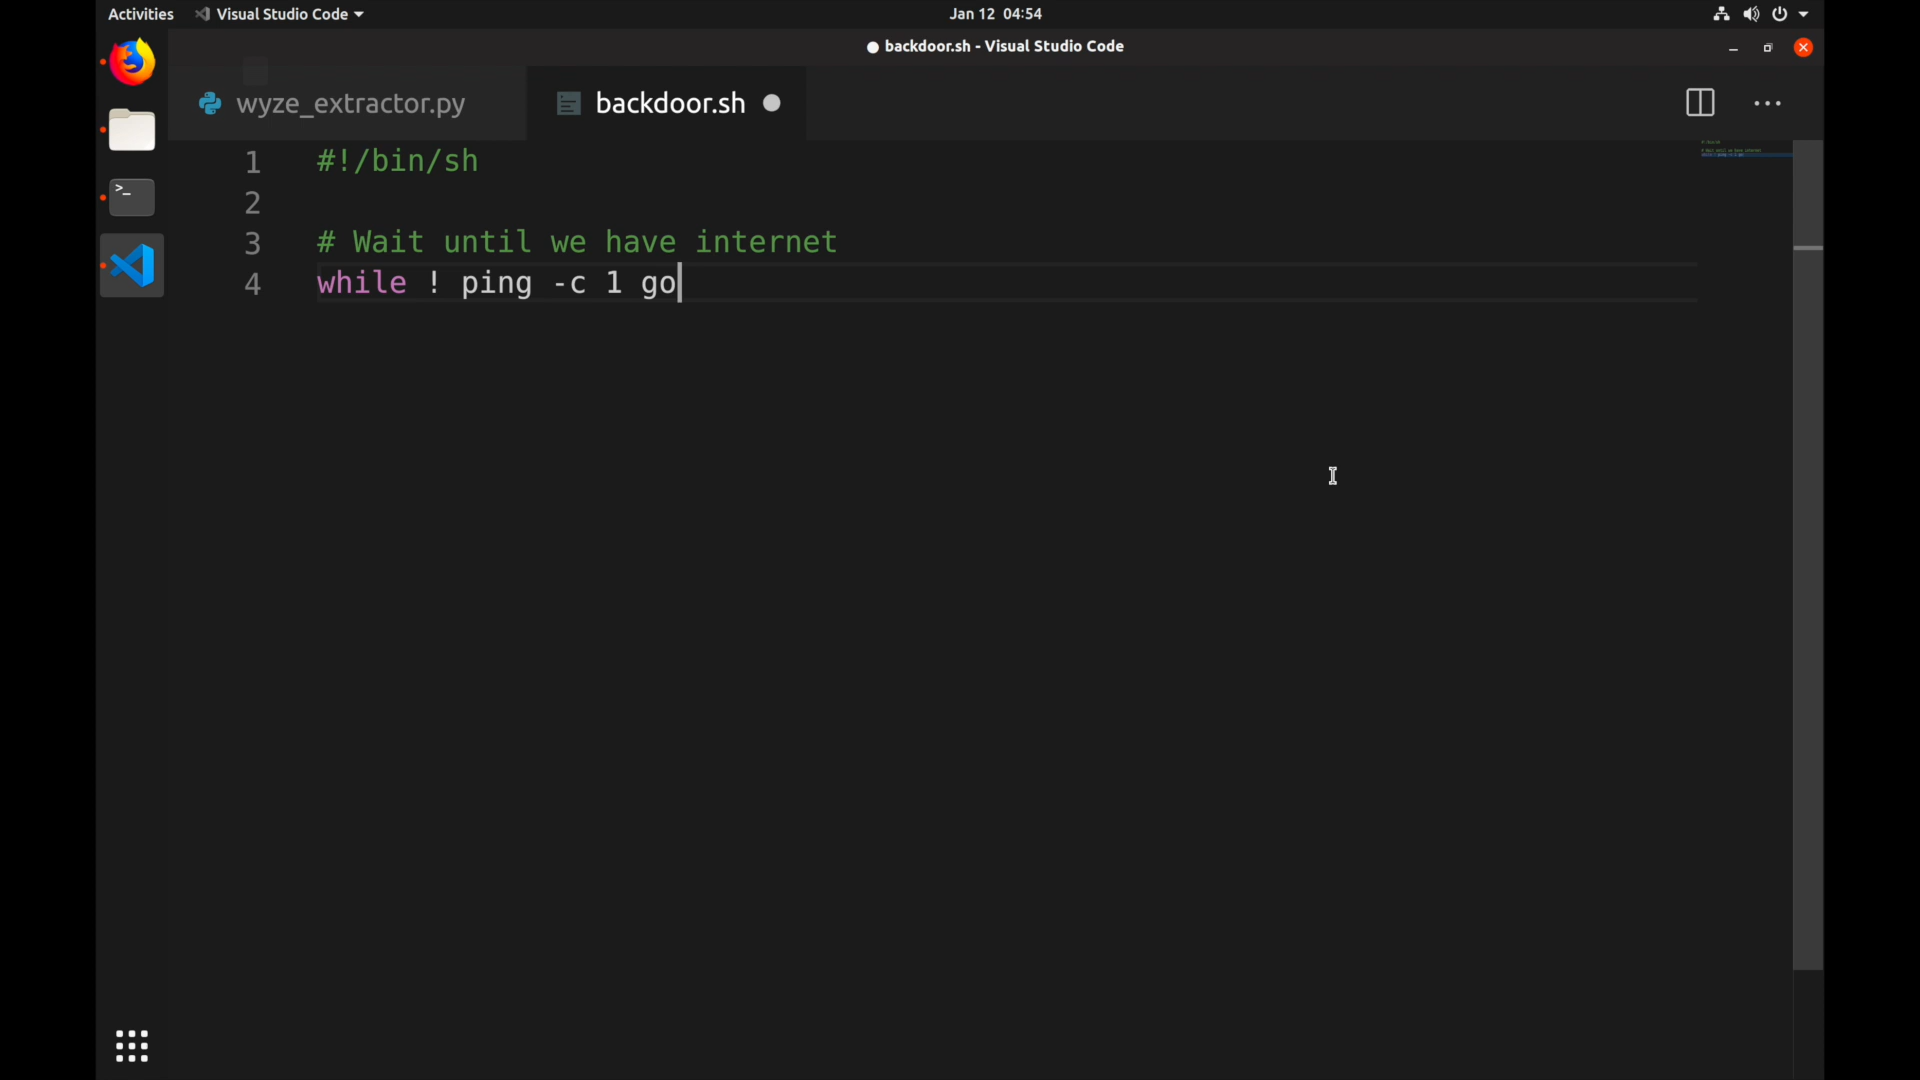 Activities Visual Studio Code Jan 12 04:54
● backdoor.sh - Visual Studio Code
wyze_extractor.py backdoor.sh
1 #!/bin/sh
2
3 # Wait until we have internet
4 while ! ping -c 1 go